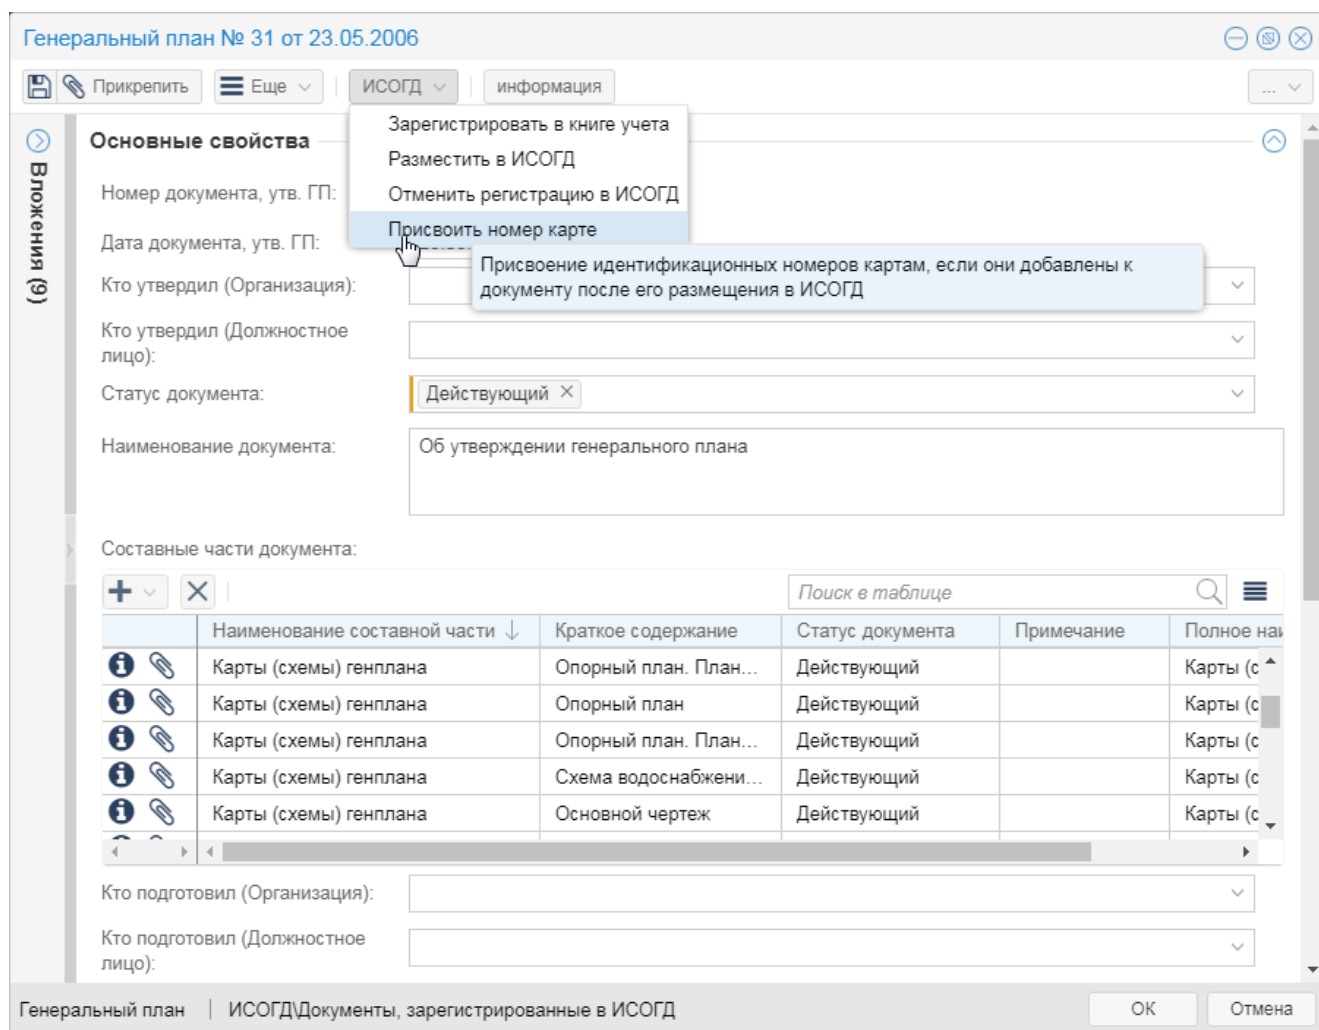 Генеральный план № 31 от 23.05.2006
Прикрепить
Еще
ИСОГД
информация
...
Зарегистрировать в книге учета
Разместить в ИСОГД
Отменить регистрацию в ИСОГД
Присвоить номер карте
Присвоение идентификационных номеров картам, если они добавлены к
документу после его размещения в ИСОГД
Вложения (9)
Основные свойства
Номер документа, утв. ГП:
Дата документа, утв. ГП:
Кто утвердил (Организация):
Кто утвердил (Должностное
лицо):
Статус документа:
Действующий
Наименование документа:
Об утверждении генерального плана
Составные части документа:
Поиск в таблице
Наименование составной части Краткое содержание Статус документа Примечание Полное наи
Карты (схемы) генплана Опорный план. План... Действующий Карты (с
Карты (схемы) генплана Опорный план Действующий Карты (с
Карты (схемы) генплана Опорный план. План... Действующий Карты (с
Карты (схемы) генплана Схема водоснабжени... Действующий Карты (с
Карты (схемы) генплана Основной чертеж Действующий Карты (с
Кто подготовил (Организация):
Кто подготовил (Должностное
лицо):
Генеральный план | ИСОГД\Документы, зарегистрированные в ИСОГД
ОК
Отмена